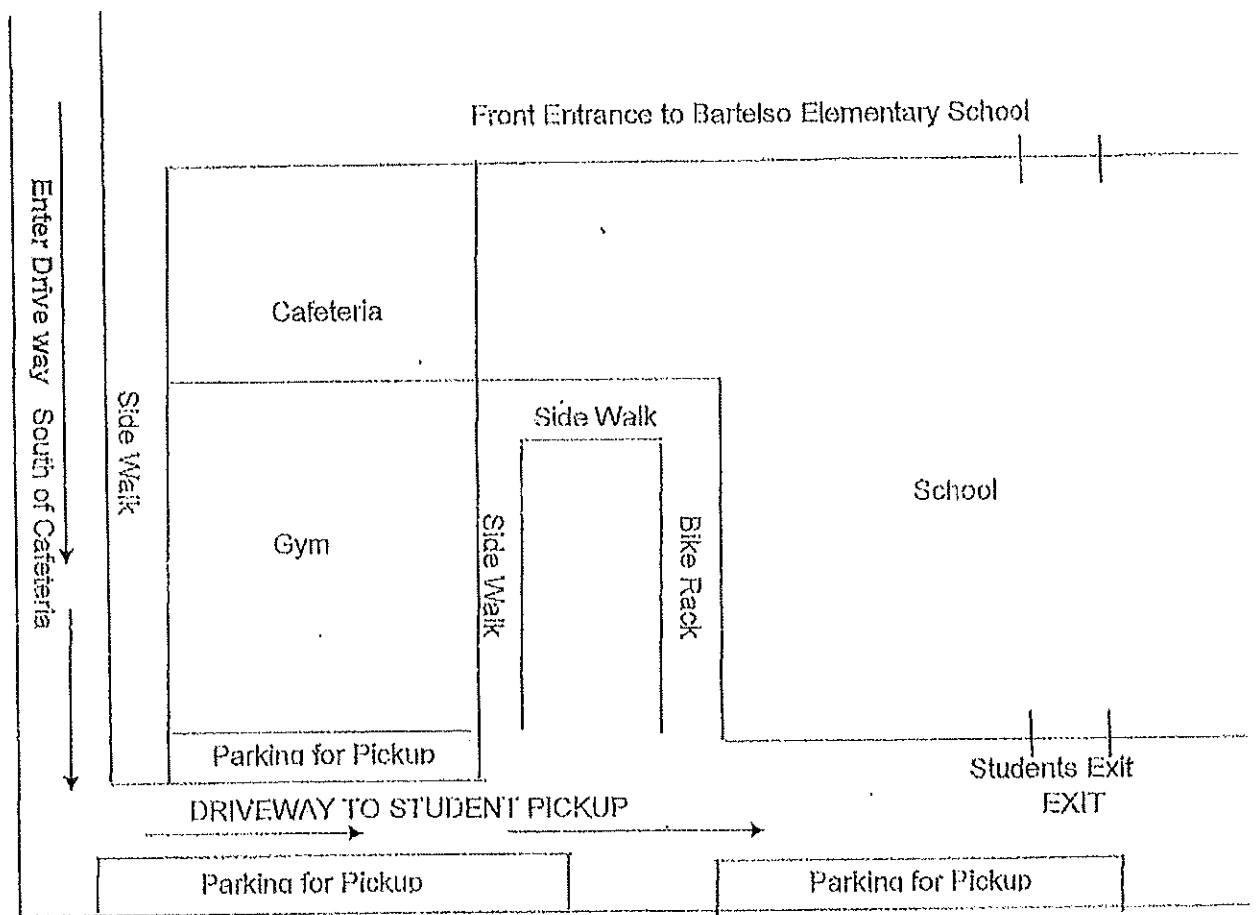 Front Entrance to Bartelso Elementary School
Enter Drive way South of Cafeteria
Side Walk
Cafeteria
Side Walk
School
Gym
Side Walk
Bike Rack
Parking for Pickup
Students Exit
EXIT
DRIVEWAY TO STUDENT PICKUP
Parking for Pickup
Parking for Pickup